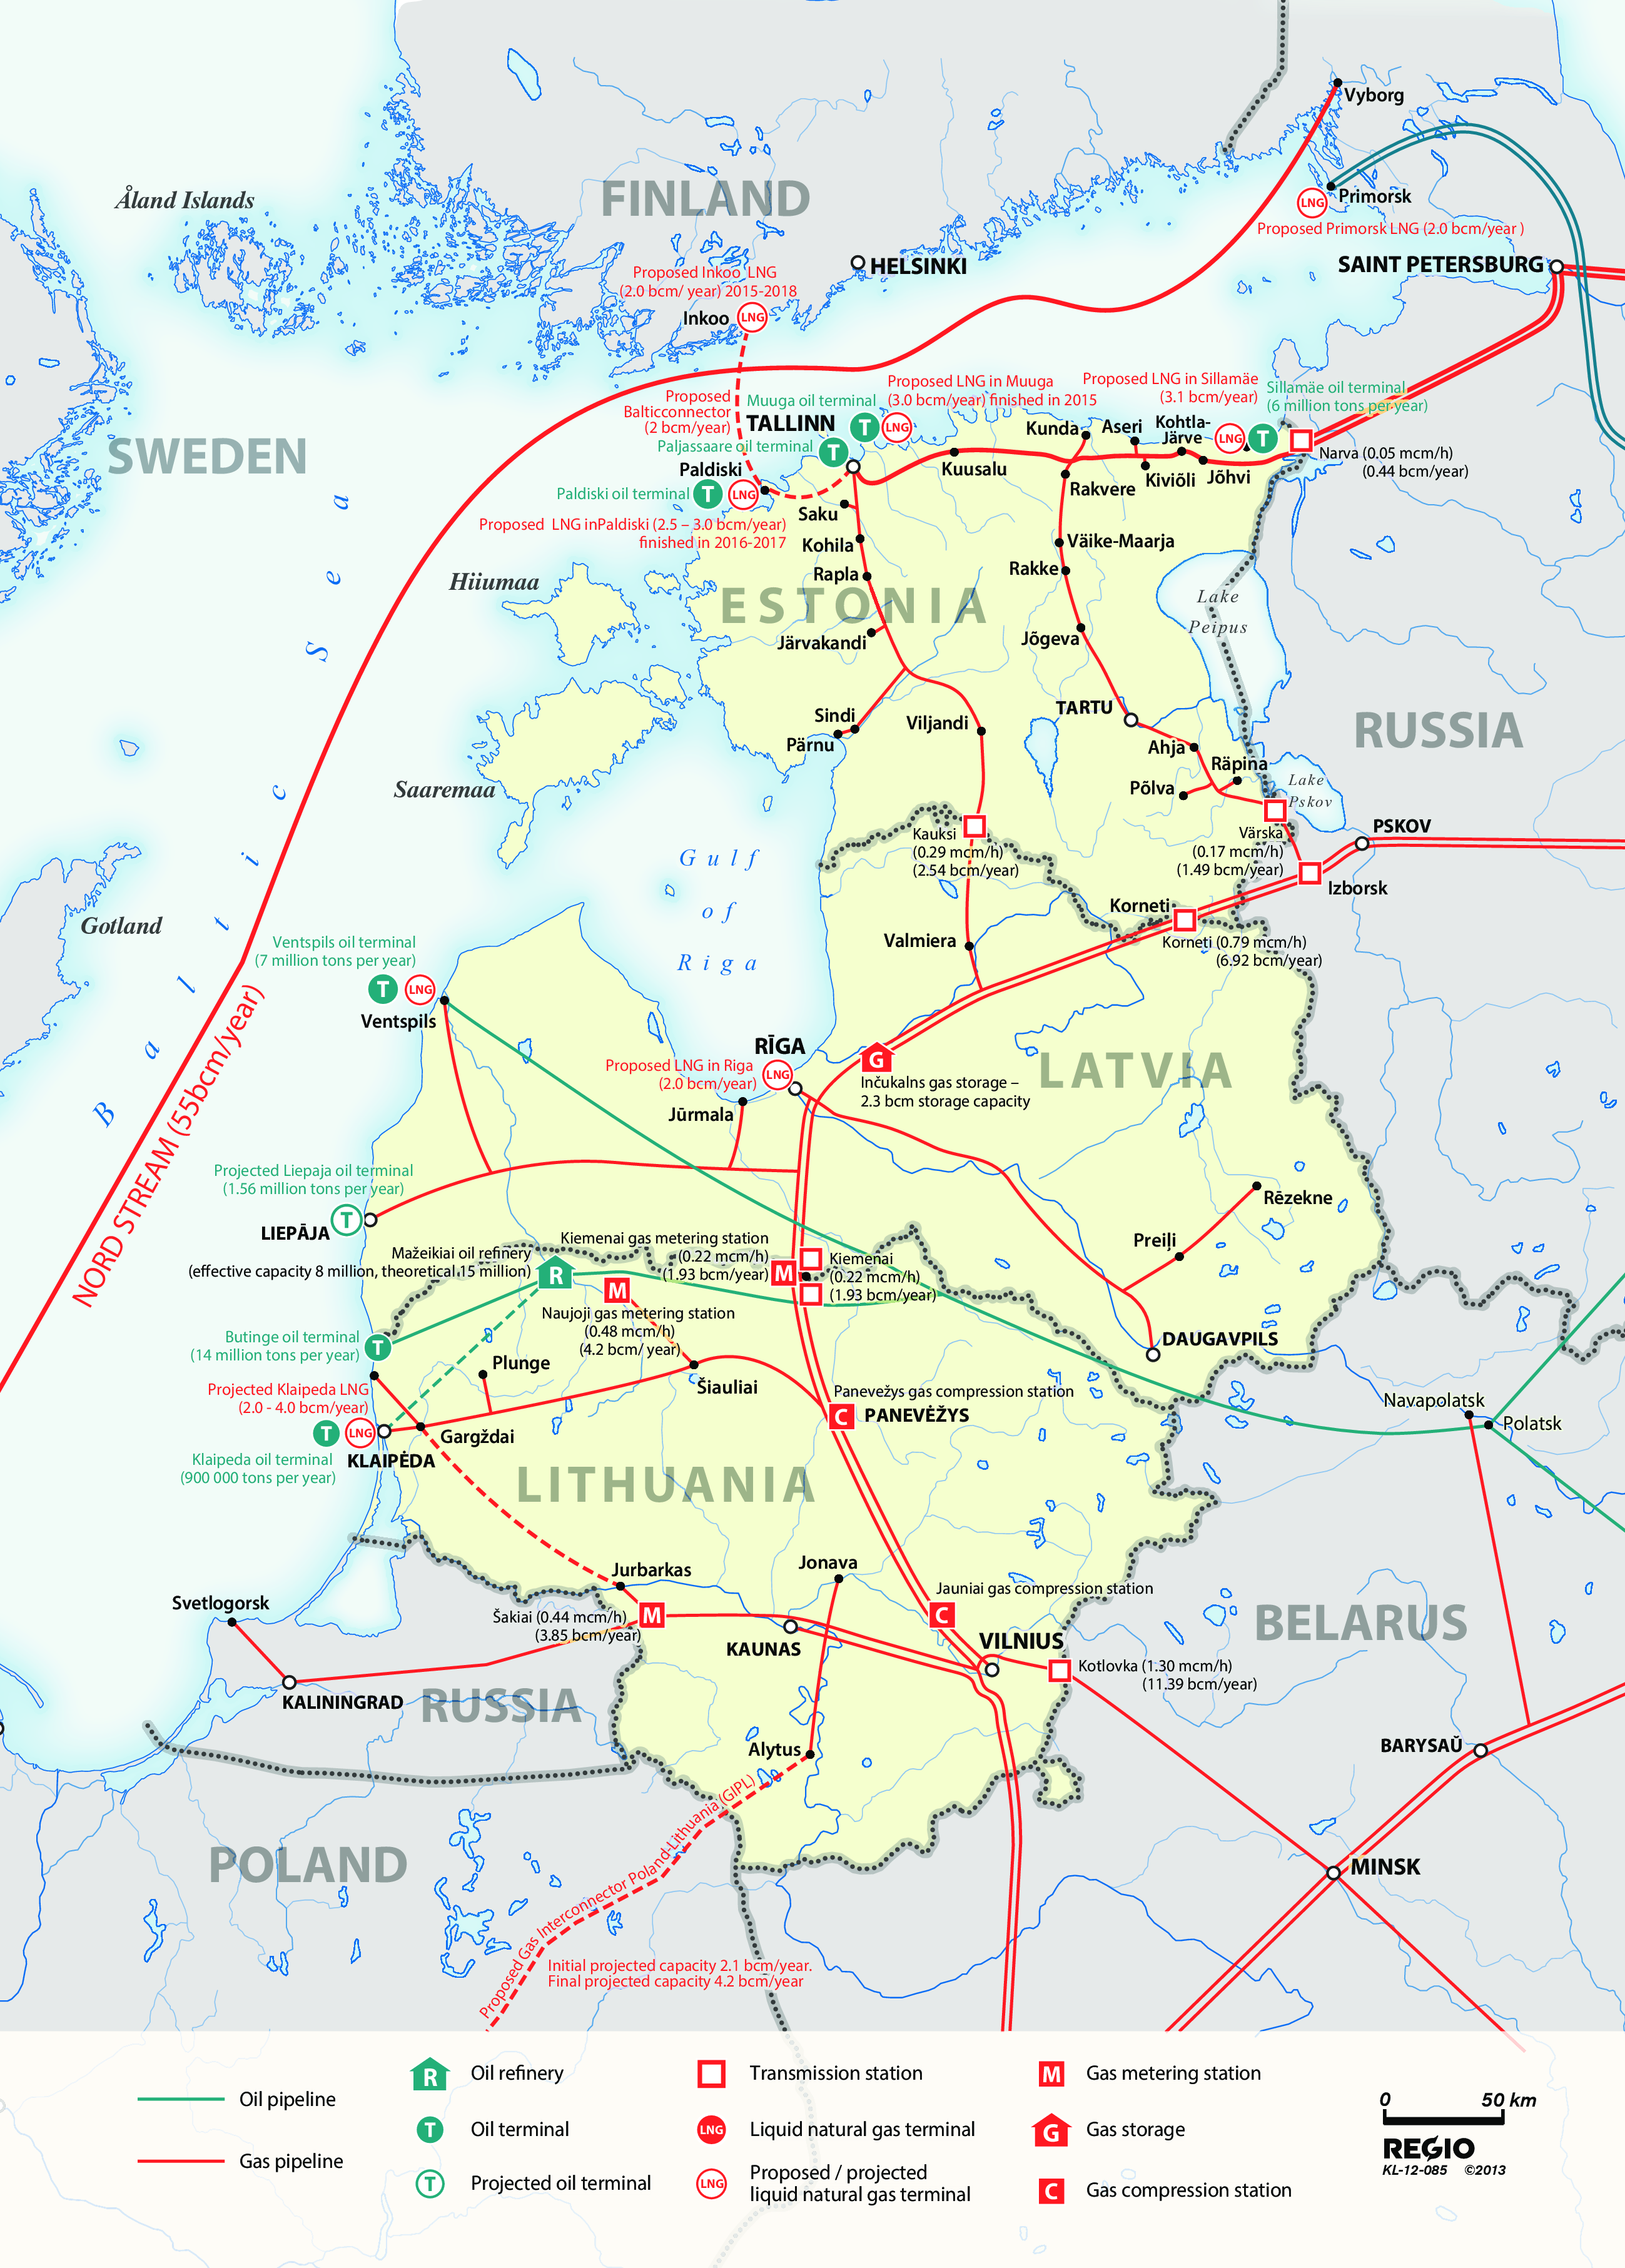 Vyborg
Åland Islands
FINLAND
Primorsk
LNG
Proposed Primorsk LNG (2.0 bcm/year )
HELSINKI
SAINT PETERSBURG
Proposed Inkoo LNG
(2.0 bcm/ year) 2015-2018
Inkoo
LNG
SWEDEN
Proposed
Balticconnector
(2 bcm/year)
Muuga oil terminal
TALLINN
Paljassaare oil terminal
T
T
LNG
Proposed LNG in Muuga
(3.0 bcm/year) finished in 2015
Proposed LNG in Sillamäe
(3.1 bcm/year)
Sillamäe oil terminal
(6 million tons per year)
Kunda
Aseri
Kohtla-
Järve
LNG
T
Narva (0.05 mcm/h)
(0.44 bcm/year)
Kuusalu
Rakvere
Kiviõli
Jõhvi
Paldiski
Paldiski oil terminal
T
LNG
Proposed LNG inPaldiski (2.5 – 3.0 bcm/year)
finished in 2016-2017
Saku
Kohila
Rapla
Väike-Maarja
Rakke
Hiiumaa
ESTONIA
Lake
Peipus
Järvakandi
Jõgeva
Baltic Sea
Sindi
Pärnu
Viljandi
TARTU
RUSSIA
Ahja
Räpina
Põlva
Lake
Pskov
Saaremaa
Kauksi
(0.29 mcm/h)
(2.54 bcm/year)
Värska
(0.17 mcm/h)
(1.49 bcm/year)
PSKOV
Izborsk
Gulf
of
Riga
Gotland
Korneti
Korneti (0.79 mcm/h)
(6.92 bcm/year)
Valmiera
Ventspils oil terminal
(7 million tons per year)
T
LNG
Ventspils
NORD STREAM (55bcm/year)
RĪGA
Proposed LNG in Riga
(2.0 bcm/year)
LNG
G
Inčukalns gas storage –
2.3 bcm storage capacity
LATVIA
Jūrmala
Projected Liepaja oil terminal
(1.56 million tons per year)
T
LIEPĀJA
Rēzekne
Preiļi
Kiemenai gas metering station
(0.22 mcm/h)
(1.93 bcm/year)
M
Kiemenai
(0.22 mcm/h)
(1.93 bcm/year)
Mažeikiai oil refinery
(effective capacity 8 million, theoretical 15 million)
R
M
Naujoji gas metering station
(0.48 mcm/h)
(4.2 bcm/ year)
Butinge oil terminal
(14 million tons per year)
T
DAUGAVPILS
Plunge
Šiauliai
Projected Klaipeda LNG
(2.0 - 4.0 bcm/year)
T
LNG
Klaipeda oil terminal
(900 000 tons per year)
KLAIPĖDA
Gargždai
Panevežys gas compression station
C
PANEVĖŽYS
Navapolatsk
Polatsk
LITHUANIA
Jurbarkas
Jonava
Jauniai gas compression station
C
Svetlogorsk
Šakiai (0.44 mcm/h)
(3.85 bcm/year)
M
KAUNAS
VILNIUS
Kotlovka (1.30 mcm/h)
(11.39 bcm/year)
BELARUS
KALININGRAD
RUSSIA
Alytus
BARYSAŬ
Proposed Gas Interconnector Poland-Lithuania (GIPL)
POLAND
MINSK
Initial projected capacity 2.1 bcm/year.
Final projected capacity 4.2 bcm/year
Oil pipeline
Gas pipeline
R
Oil refinery
T
Oil terminal
T
Projected oil terminal
Transmission station
LNG
Liquid natural gas terminal
LNG
Proposed / projected
liquid natural gas terminal
M
Gas metering station
G
Gas storage
C
Gas compression station
0 50 km
REGIO
KL-12-085 ©2013